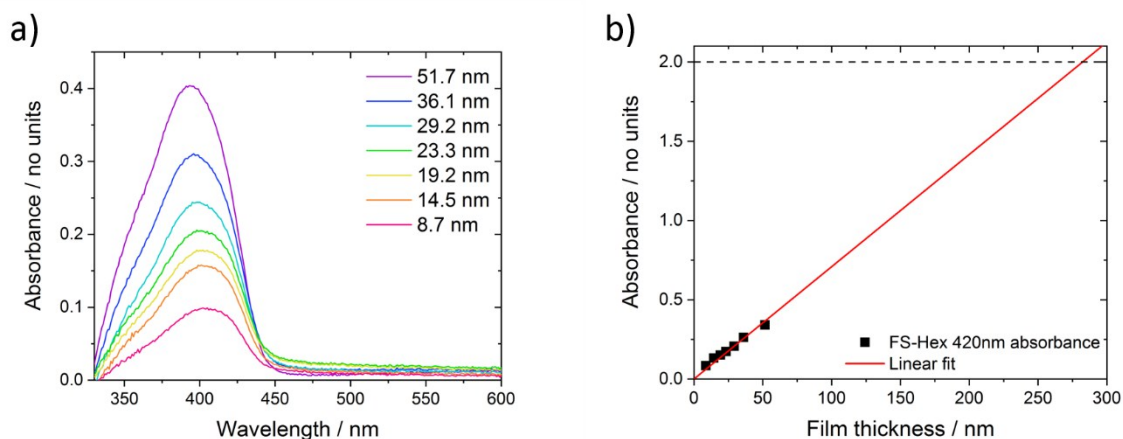 a)
Absorbance / no units
0.4
0.3
0.2
0.1
0.0
350
400
450
500
550
600
Wavelength / nm
51.7 nm
36.1 nm
29.2 nm
23.3 nm
19.2 nm
14.5 nm
8.7 nm
b)
Absorbance / no units
2.0
1.5
1.0
0.5
0.0
0
50
100
150
200
250
300
Film thickness / nm
FS-Hex 420nm absorbance
Linear fit